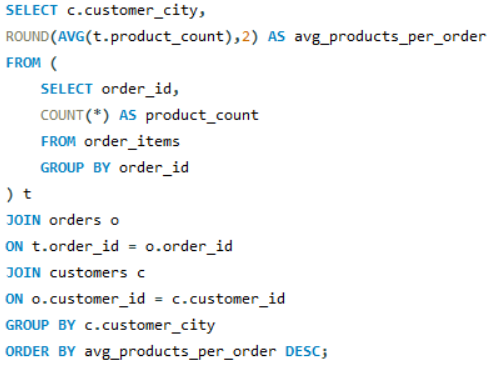 SELECT c.customer_city,
ROUND(AVG(t.product_count),2) AS avg_products_per_order
FROM (
    SELECT order_id,
    COUNT(*) AS product_count
    FROM order_items
    GROUP BY order_id
) t
JOIN orders o
ON t.order_id = o.order_id
JOIN customers c
ON o.customer_id = c.customer_id
GROUP BY c.customer_city
ORDER BY avg_products_per_order DESC;